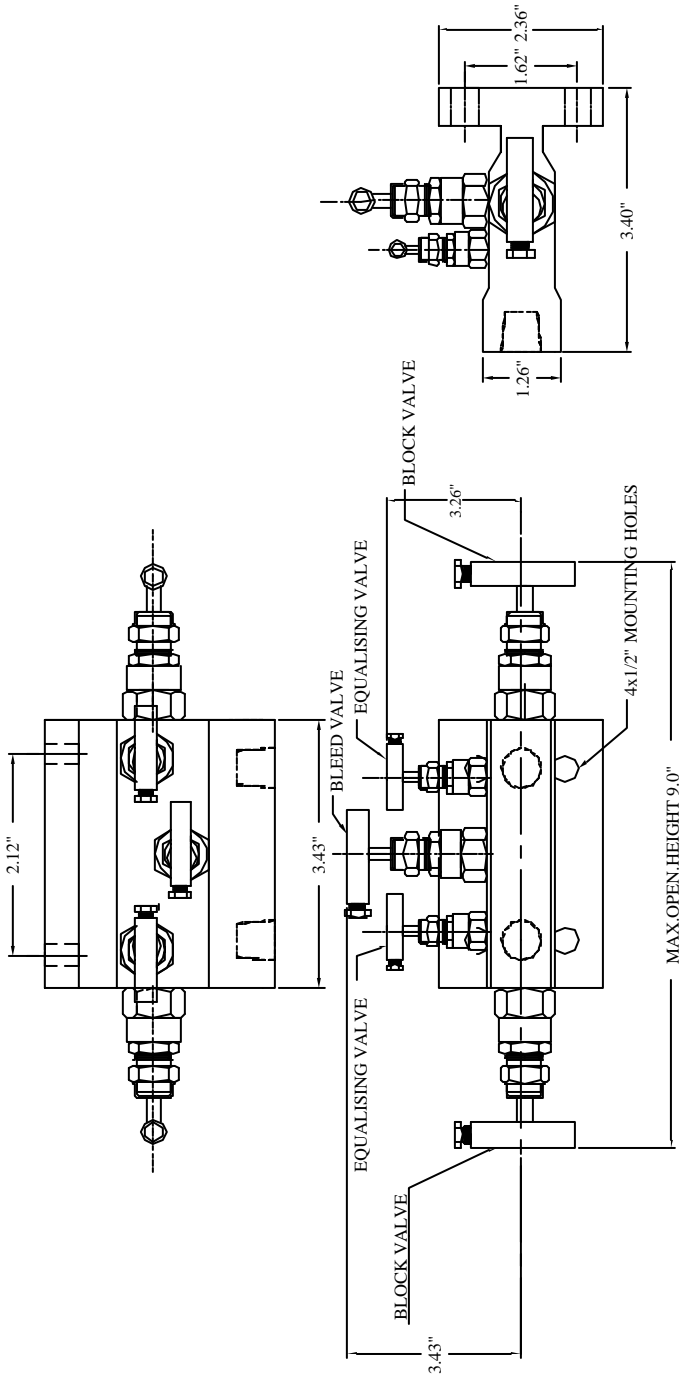 2.12"
3.43"
1.62"
2.36"
3.40"
1.26"
BLEED VALVE
EQUALISING VALVE
BLOCK VALVE
3.26"
EQUALISING VALVE
BLOCK VALVE
3.43"
4x1/2" MOUNTING HOLES
MAX.OPEN.HEIGHT 9.0"